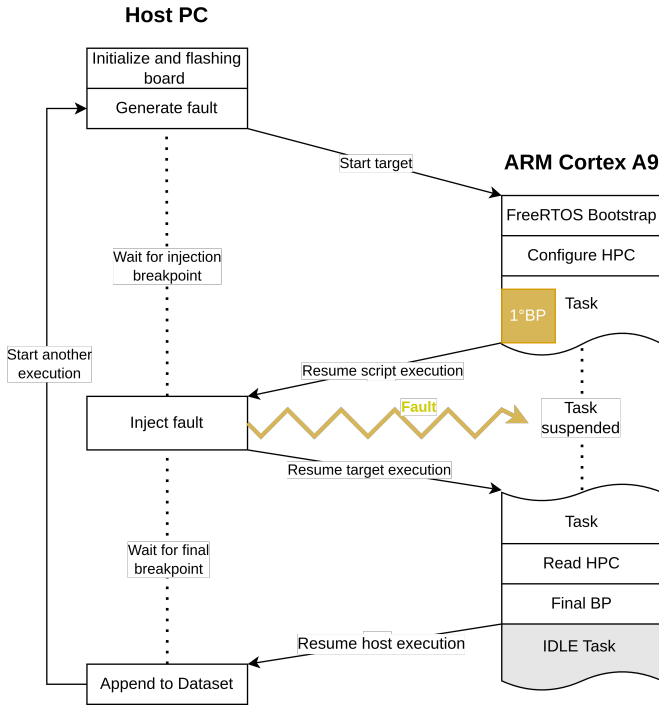 Host PC
Initialize and flashing
board
Generate fault
Start target
ARM Cortex A9
FreeRTOS Bootstrap
Configure HPC
Task
1°BP
Wait for injection
breakpoint
Start another
execution
Resume script execution
Inject fault
Fault
Task
suspended
Resume target execution
Task
Wait for final
breakpoint
Read HPC
Final BP
Resume host execution
IDLE Task
Append to Dataset